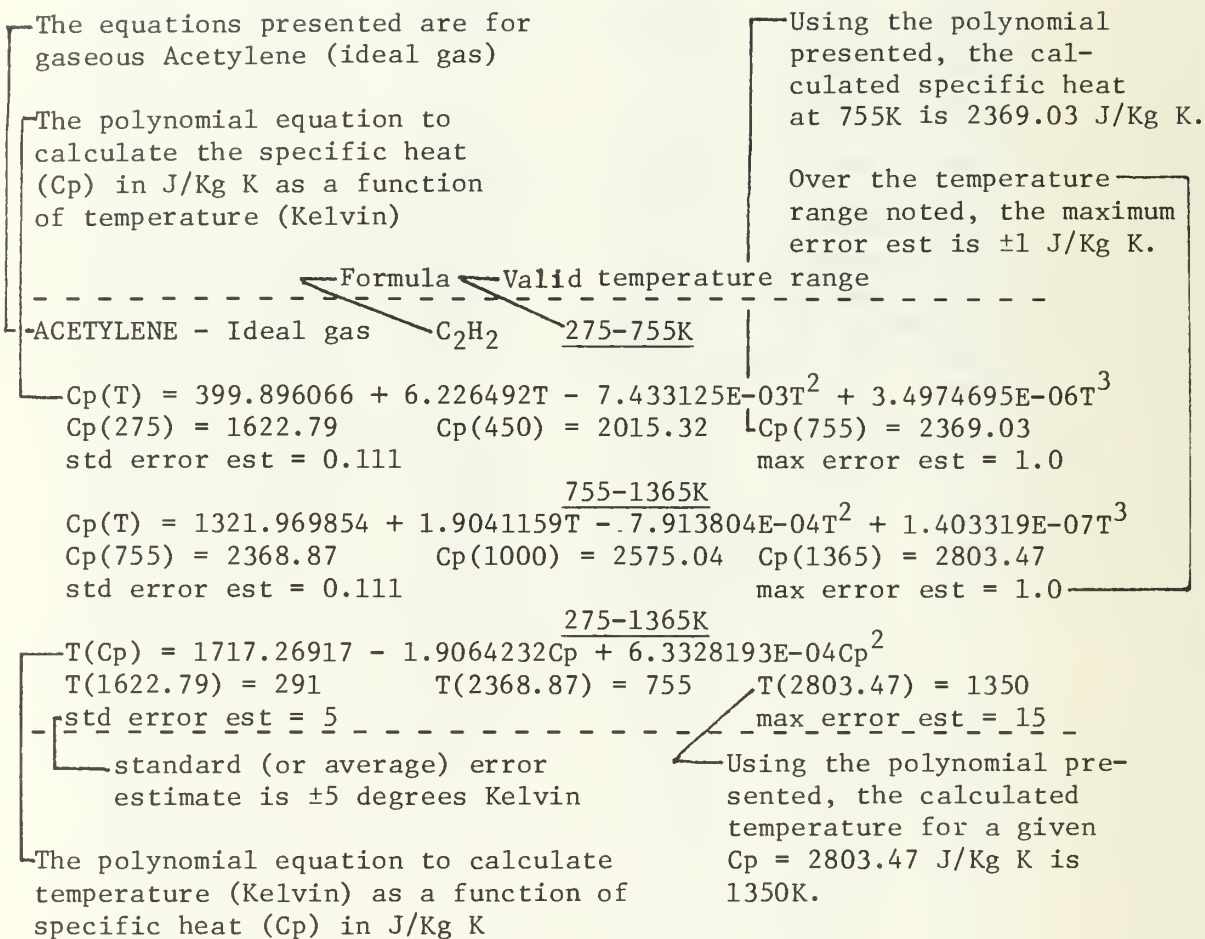 The equations presented are for
gaseous Acetylene (ideal gas)
The polynomial equation to
calculate the specific heat
(Cp) in J/Kg K as a function
of temperature (Kelvin)
Using the polynomial
presented, the cal-
culated specific heat
at 755K is 2369.03 J/Kg K.
Over the temperature
range noted, the maximum
error est is ±1 J/Kg K.
Formula Valid temperature range
ACETYLENE - Ideal gas C₂H₂ 275-755K
Cp(T) = 399.896066 + 6.226492T - 7.433125E-03T² + 3.4974695E-06T³
Cp(275) = 1622.79 Cp(450) = 2015.32 Cp(755) = 2369.03
std error est = 0.111 max error est = 1.0
755-1365K
Cp(T) = 1321.969854 + 1.9041159T - 7.913804E-04T² + 1.403319E-07T³
Cp(755) = 2368.87 Cp(1000) = 2575.04 Cp(1365) = 2803.47
std error est = 0.111 max error est = 1.0
275-1365K
T(Cp) = 1717.26917 - 1.9064232Cp + 6.3328193E-04Cp²
T(1622.79) = 291 T(2368.87) = 755 T(2803.47) = 1350
std error est = 5 max error est = 15
standard (or average) error
estimate is ±5 degrees Kelvin
The polynomial equation to calculate
temperature (Kelvin) as a function of
specific heat (Cp) in J/Kg K
Using the polynomial pre-
sented, the calculated
temperature for a given
Cp = 2803.47 J/Kg K is
1350K.